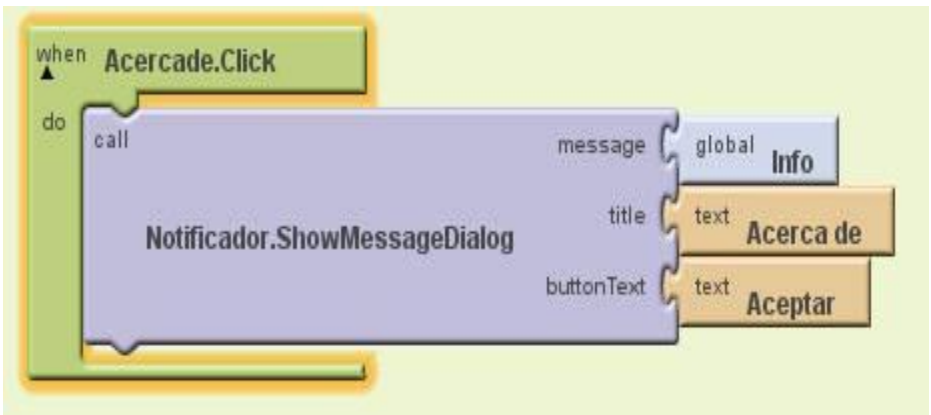 when Acercade.Click
do
call
message
global Info
Notificador.ShowMessageDialog
title
text Acerca de
buttonText
text Aceptar